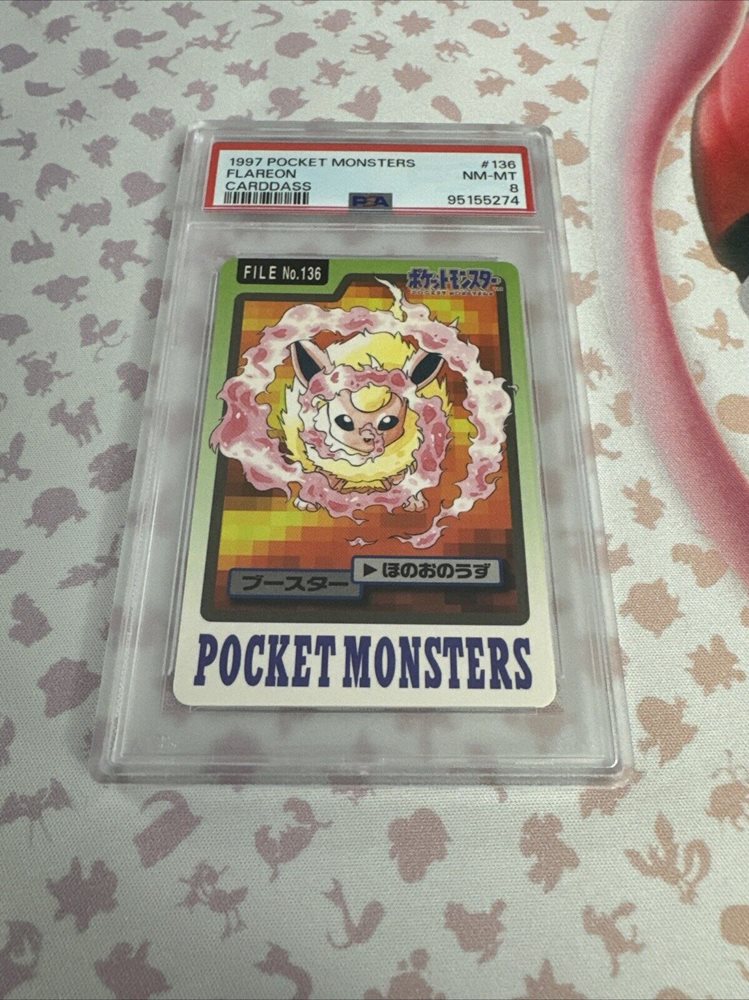 1997 POCKET MONSTERS #136
FLAREON NM-MT
CARDDASS 8
PSA 95155274
FILE No.136
ポケットモンスター
ブースター
▶ほのおのうず
POCKET MONSTERS